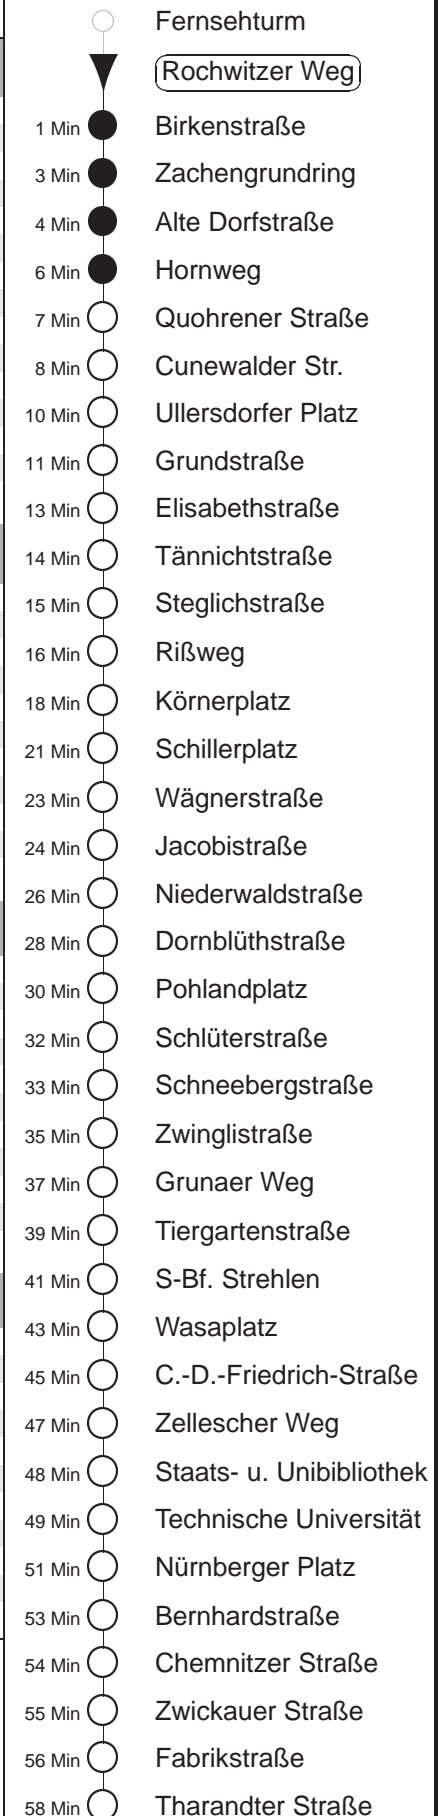 Fernsehturm
Rochwitzer Weg
1 Min Birkenstraße
3 Min Zachengrundring
4 Min Alte Dorfstraße
6 Min Hornweg
7 Min Quohrener Straße
8 Min Cunewalder Str.
10 Min Ullersdorfer Platz
11 Min Grundstraße
13 Min Elisabethstraße
14 Min Tännichtstraße
15 Min Steglichstraße
16 Min Rißweg
18 Min Körnerplatz
21 Min Schillerplatz
23 Min Wägnerstraße
24 Min Jacobistraße
26 Min Niederwaldstraße
28 Min Dornblüthstraße
30 Min Pohlandplatz
32 Min Schlüterstraße
33 Min Schneebergstraße
35 Min Zwinglistraße
37 Min Grunaer Weg
39 Min Tiergartenstraße
41 Min S-Bf. Strehlen
43 Min Wasaplatz
45 Min C.-D.-Friedrich-Straße
47 Min Zellescher Weg
48 Min Staats- u. Unibibliothek
49 Min Technische Universität
51 Min Nürnberger Platz
53 Min Bernhardstraße
54 Min Chemnitzer Straße
55 Min Zwickauer Straße
56 Min Fabrikstraße
58 Min Tharandter Straße